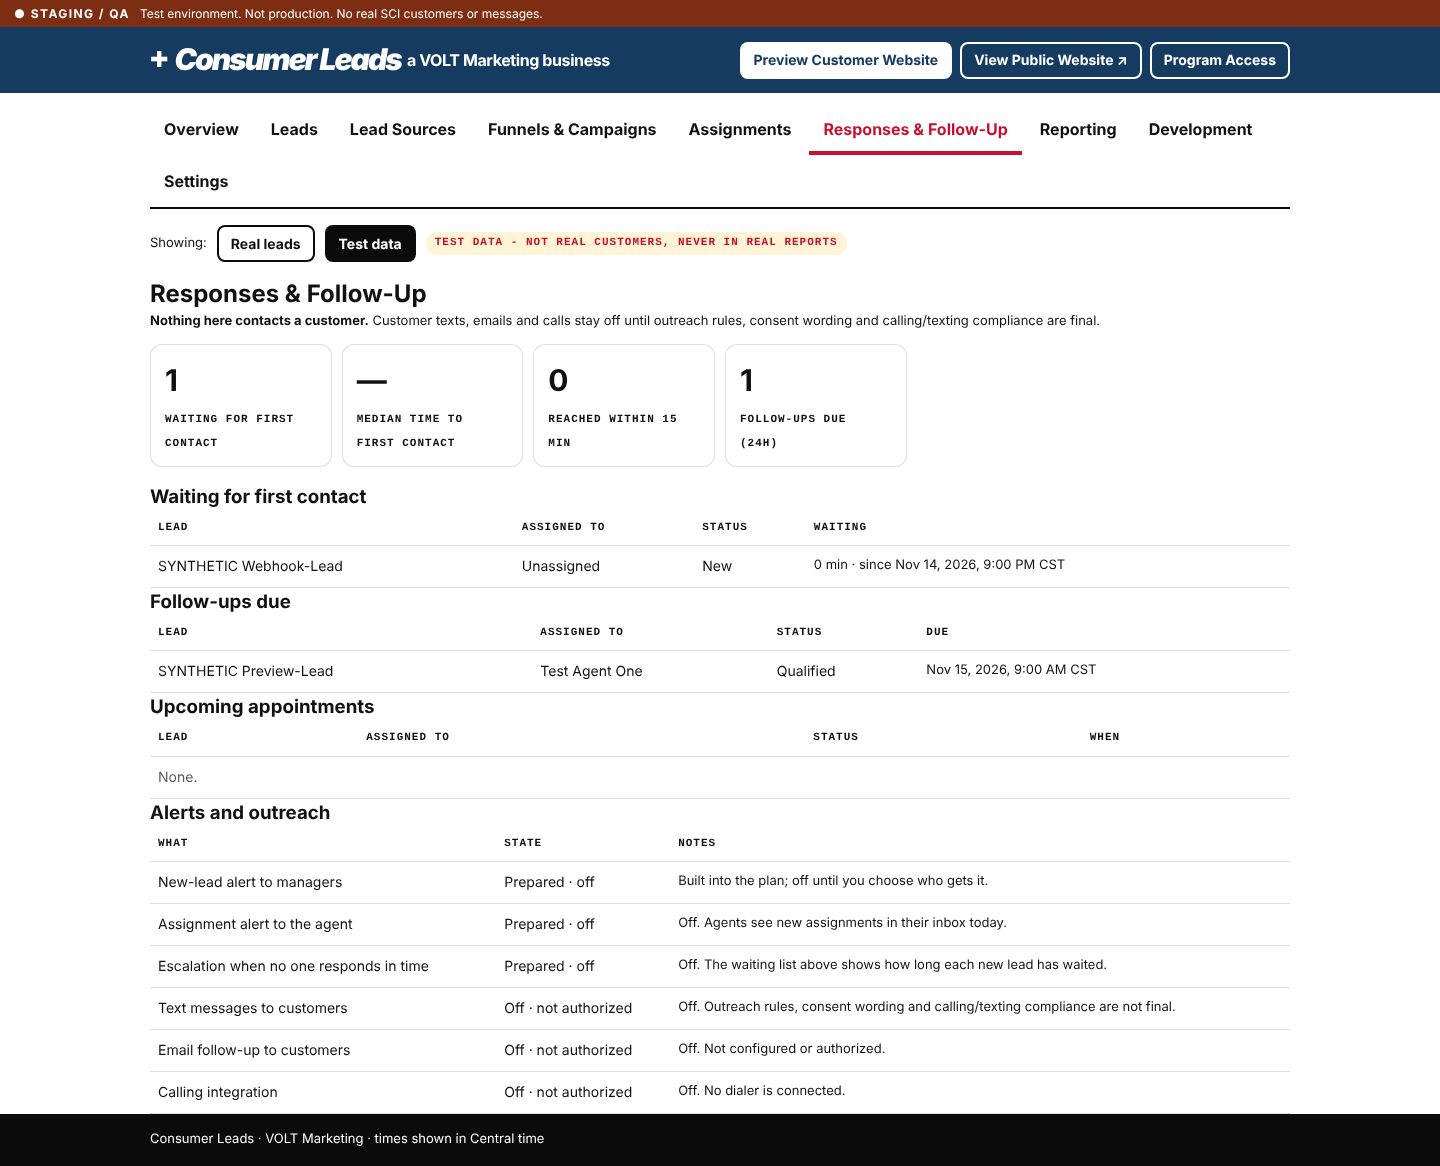 STAGING / QA Test environment. Not production. No real SCI customers or messages.
+ ConsumerLeads a VOLT Marketing business
Preview Customer Website
View Public Website ↗
Program Access
Overview
Leads
Lead Sources
Funnels & Campaigns
Assignments
Responses & Follow-Up
Reporting
Development
Settings
Showing:
Real leads
Test data
TEST DATA - NOT REAL CUSTOMERS, NEVER IN REAL REPORTS
Responses & Follow-Up
Nothing here contacts a customer. Customer texts, emails and calls stay off until outreach rules, consent wording and calling/texting compliance are final.
1
WAITING FOR FIRST
CONTACT
—
MEDIAN TIME TO
FIRST CONTACT
0
REACHED WITHIN 15
MIN
1
FOLLOW-UPS DUE
(24H)
Waiting for first contact
LEAD ASSIGNED TO STATUS WAITING
SYNTHETIC Webhook-Lead Unassigned New 0 min · since Nov 14, 2026, 9:00 PM CST
Follow-ups due
LEAD ASSIGNED TO STATUS DUE
SYNTHETIC Preview-Lead Test Agent One Qualified Nov 15, 2026, 9:00 AM CST
Upcoming appointments
LEAD ASSIGNED TO STATUS WHEN
None.
Alerts and outreach
WHAT STATE NOTES
New-lead alert to managers Prepared · off Built into the plan; off until you choose who gets it.
Assignment alert to the agent Prepared · off Off. Agents see new assignments in their inbox today.
Escalation when no one responds in time Prepared · off Off. The waiting list above shows how long each new lead has waited.
Text messages to customers Off · not authorized Off. Outreach rules, consent wording and calling/texting compliance are not final.
Email follow-up to customers Off · not authorized Off. Not configured or authorized.
Calling integration Off · not authorized Off. No dialer is connected.
Consumer Leads · VOLT Marketing · times shown in Central time